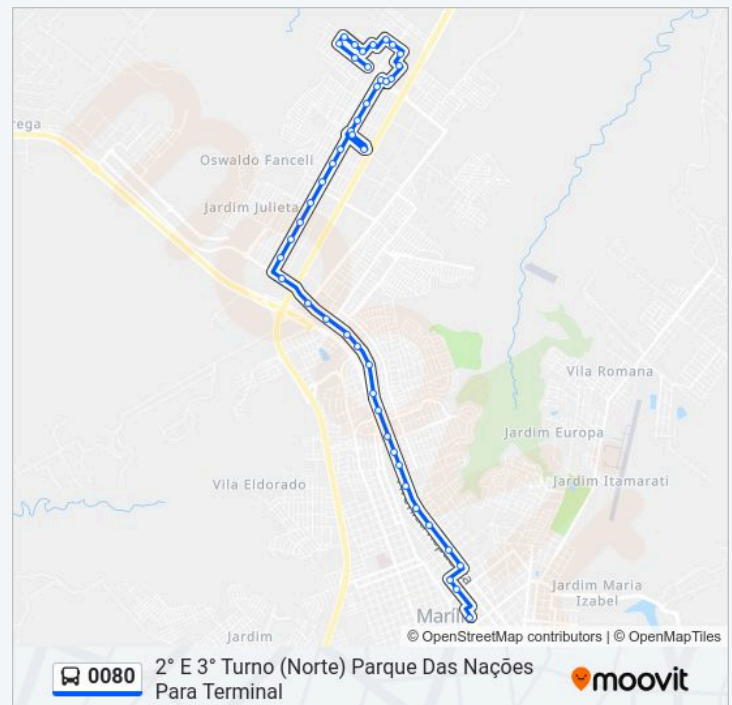 rega
Oswaldo Fanceli
Jardim Julieta
Vila Romana
Jardim Europa
Vila Eldorado
Jardim Itamarati
Jardim Maria
Izabel
Maríli
Jardim
© OpenStreetMap contributors | © OpenMapTiles
0080
2° E 3° Turno (Norte) Parque Das Nações
Para Terminal
moovit